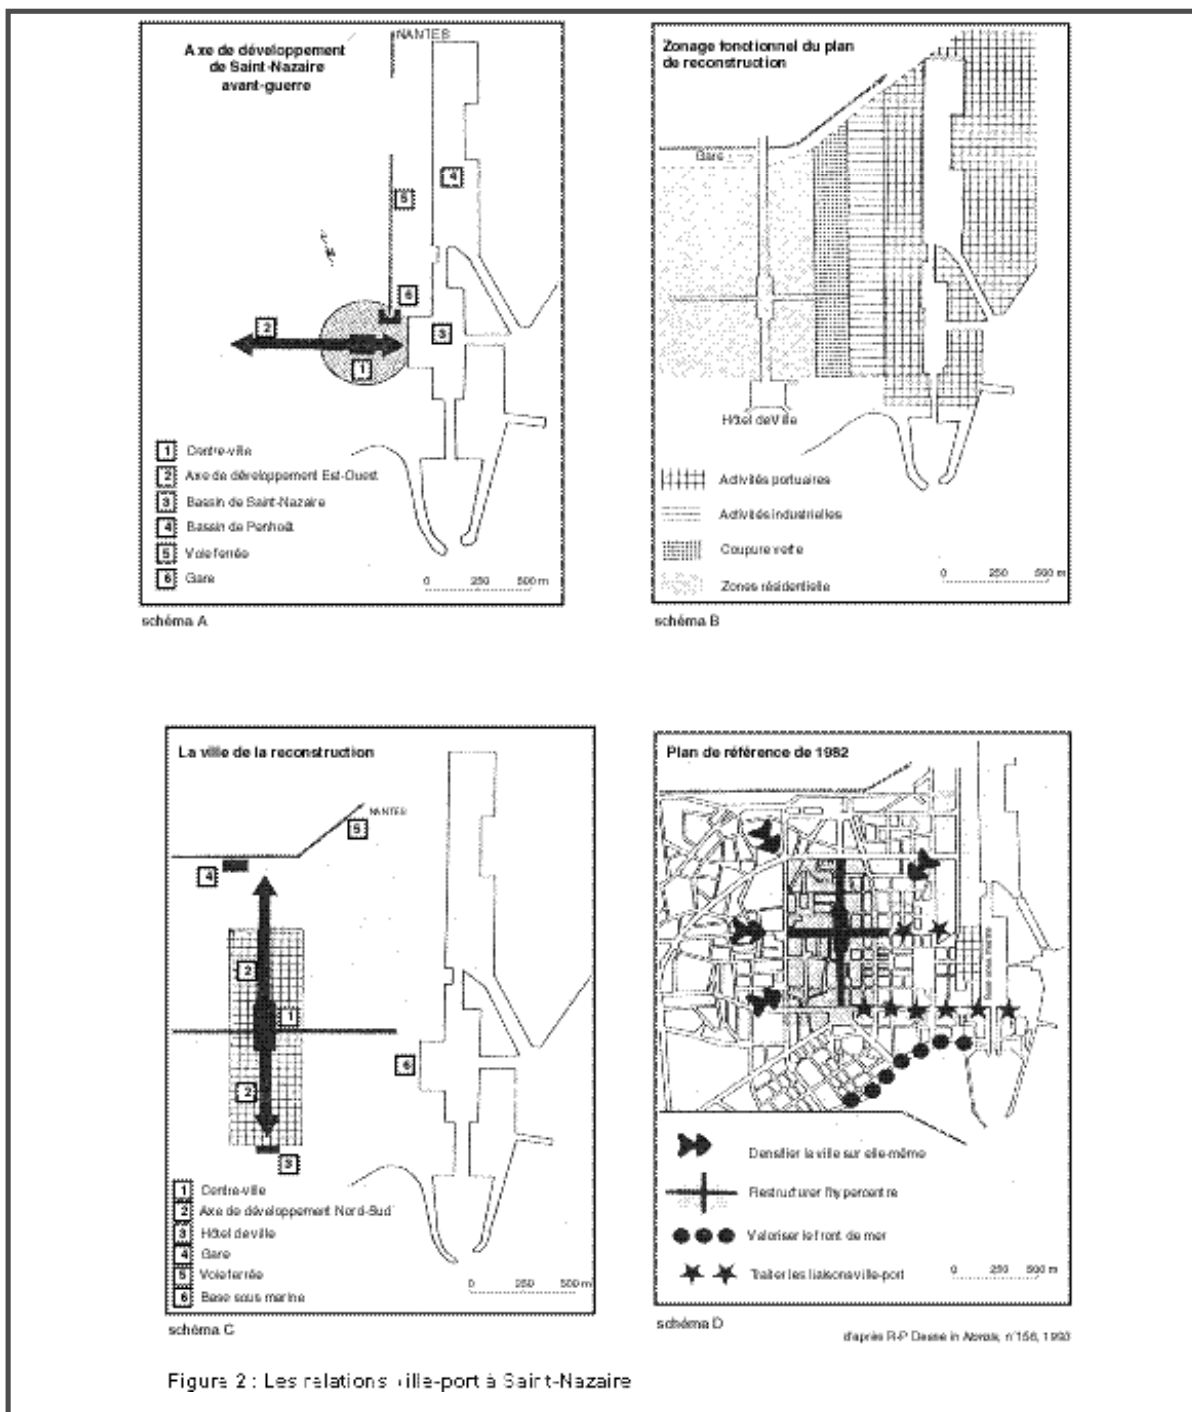 Axe de développement
de Saint-Nazaire
avant-guerre
NANTES
5
4
6
2
3
1
1 Centre-ville
2 Axe de développement Est-Ouest
3 Bassin de Saint-Nazaire
4 Bassin de Penhoët
5 Voie ferrée
6 Gare
0 250 500 m
schéma A
Zonage fonctionnel du plan
de reconstruction
Gare
Hôtel de Ville
Activités portuaires
Activités industrielles
Coupure verte
Zones résidentielle
0 250 500 m
schéma B
La ville de la reconstruction
NANTES
5
4
2
1
6
2
3
1 Centre-ville
2 Axe de développement Nord-Sud
3 Hôtel de ville
4 Gare
5 Voie ferrée
6 Base sous marine
0 250 500 m
schéma C
Plan de référence de 1982
Base sous marine
Densifier la ville sur elle-même
Restructurer l'hypercentre
Valoriser le front de mer
Traiter les liaisons ville-port
0 250 500 m
schéma D
d'après R-P Desse in Norois, n°158, 1993
Figure 2 : Les relations ville-port à Saint-Nazaire